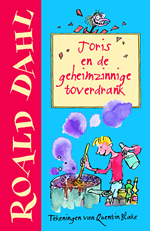 ROALD DAHL
Joris
en de
geheimzinnige
toverdrank
Tekeningen van Quentin Blake